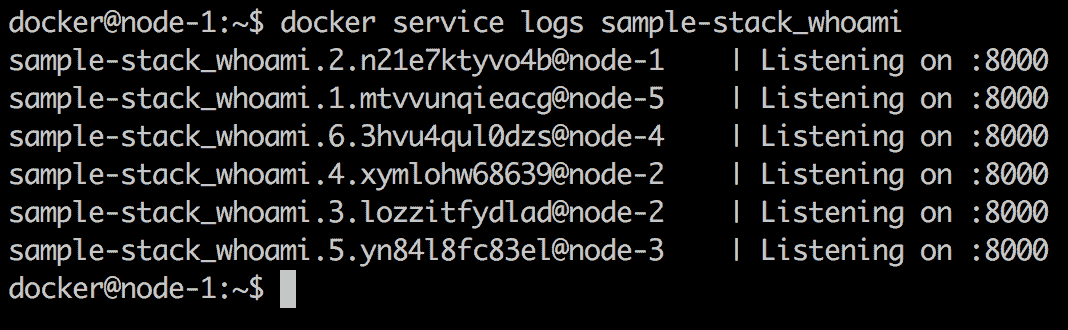 docker@node-1:~$ docker service logs sample-stack_whoami
sample-stack_whoami.2.n21e7ktyvo4b@node-1    | Listening on :8000
sample-stack_whoami.1.mtvvunqieacg@node-5    | Listening on :8000
sample-stack_whoami.6.3hvu4qul0dzs@node-4    | Listening on :8000
sample-stack_whoami.4.xymlohw68639@node-2    | Listening on :8000
sample-stack_whoami.3.lozzitfydlad@node-2    | Listening on :8000
sample-stack_whoami.5.yn84l8fc83el@node-3    | Listening on :8000
docker@node-1:~$